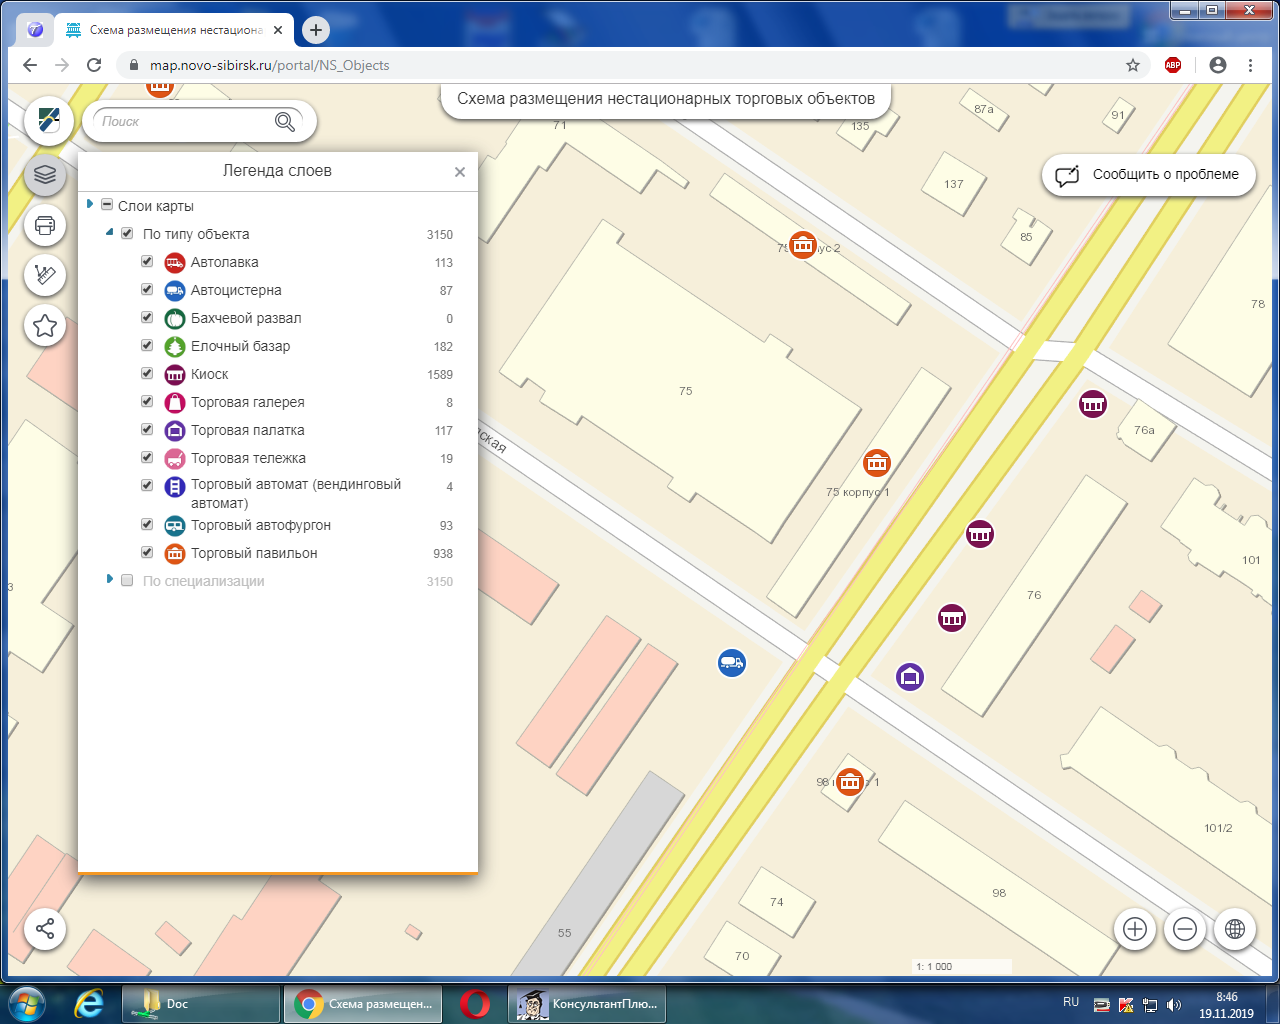 Схема размещения нестациона
map.novo-sibirsk.ru/portal/NS_Objects
ABP
Схема размещения нестационарных торговых объектов
Поиск
Сообщить о проблеме
Легенда слоев
Слои карты
По типу объекта 3150
Автолавка 113
Автоцистерна 87
Бахчевой развал 0
Елочный базар 182
Киоск 1589
Торговая галерея 8
Торговая палатка 117
Торговая тележка 19
Торговый автомат (вендинговый 4
автомат)
Торговый автофургон 93
Торговый павильон 938
По специализации 3150
71
135
87а
91
137
85
78
75
75 корпус 1
76а
101
76
3
101/2
98
74
70
55
1: 1 000
Doc
Схема размещен...
КонсультантПлю...
RU
8:46
19.11.2019